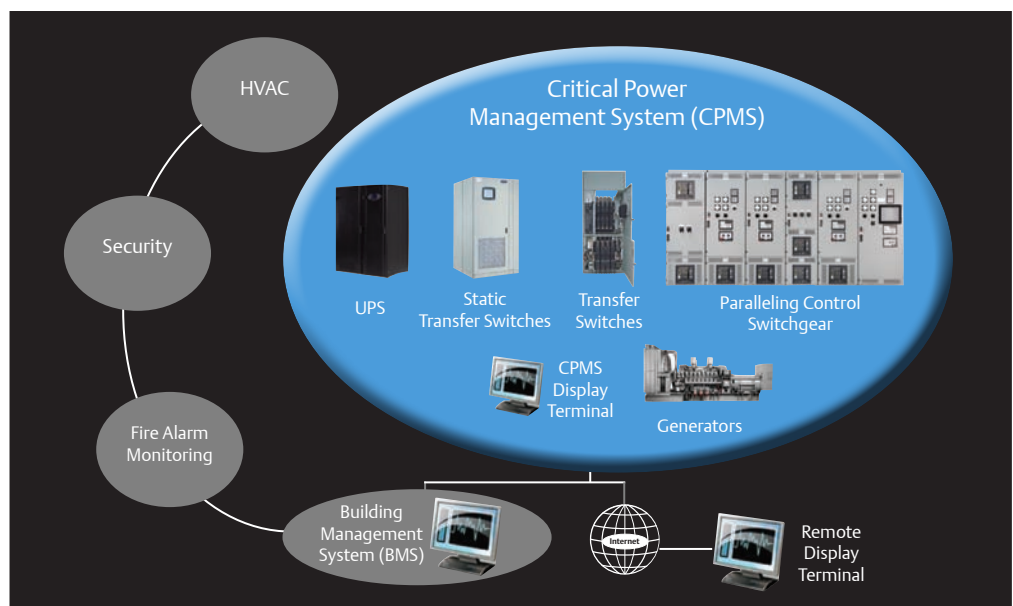 HVAC
Critical Power
Management System (CPMS)
Security
UPS
Static
Transfer Switches
Transfer
Switches
Paralleling Control
Switchgear
CPMS
Display
Terminal
Generators
Fire Alarm
Monitoring
Building
Management
System (BMS)
Internet
Remote
Display
Terminal